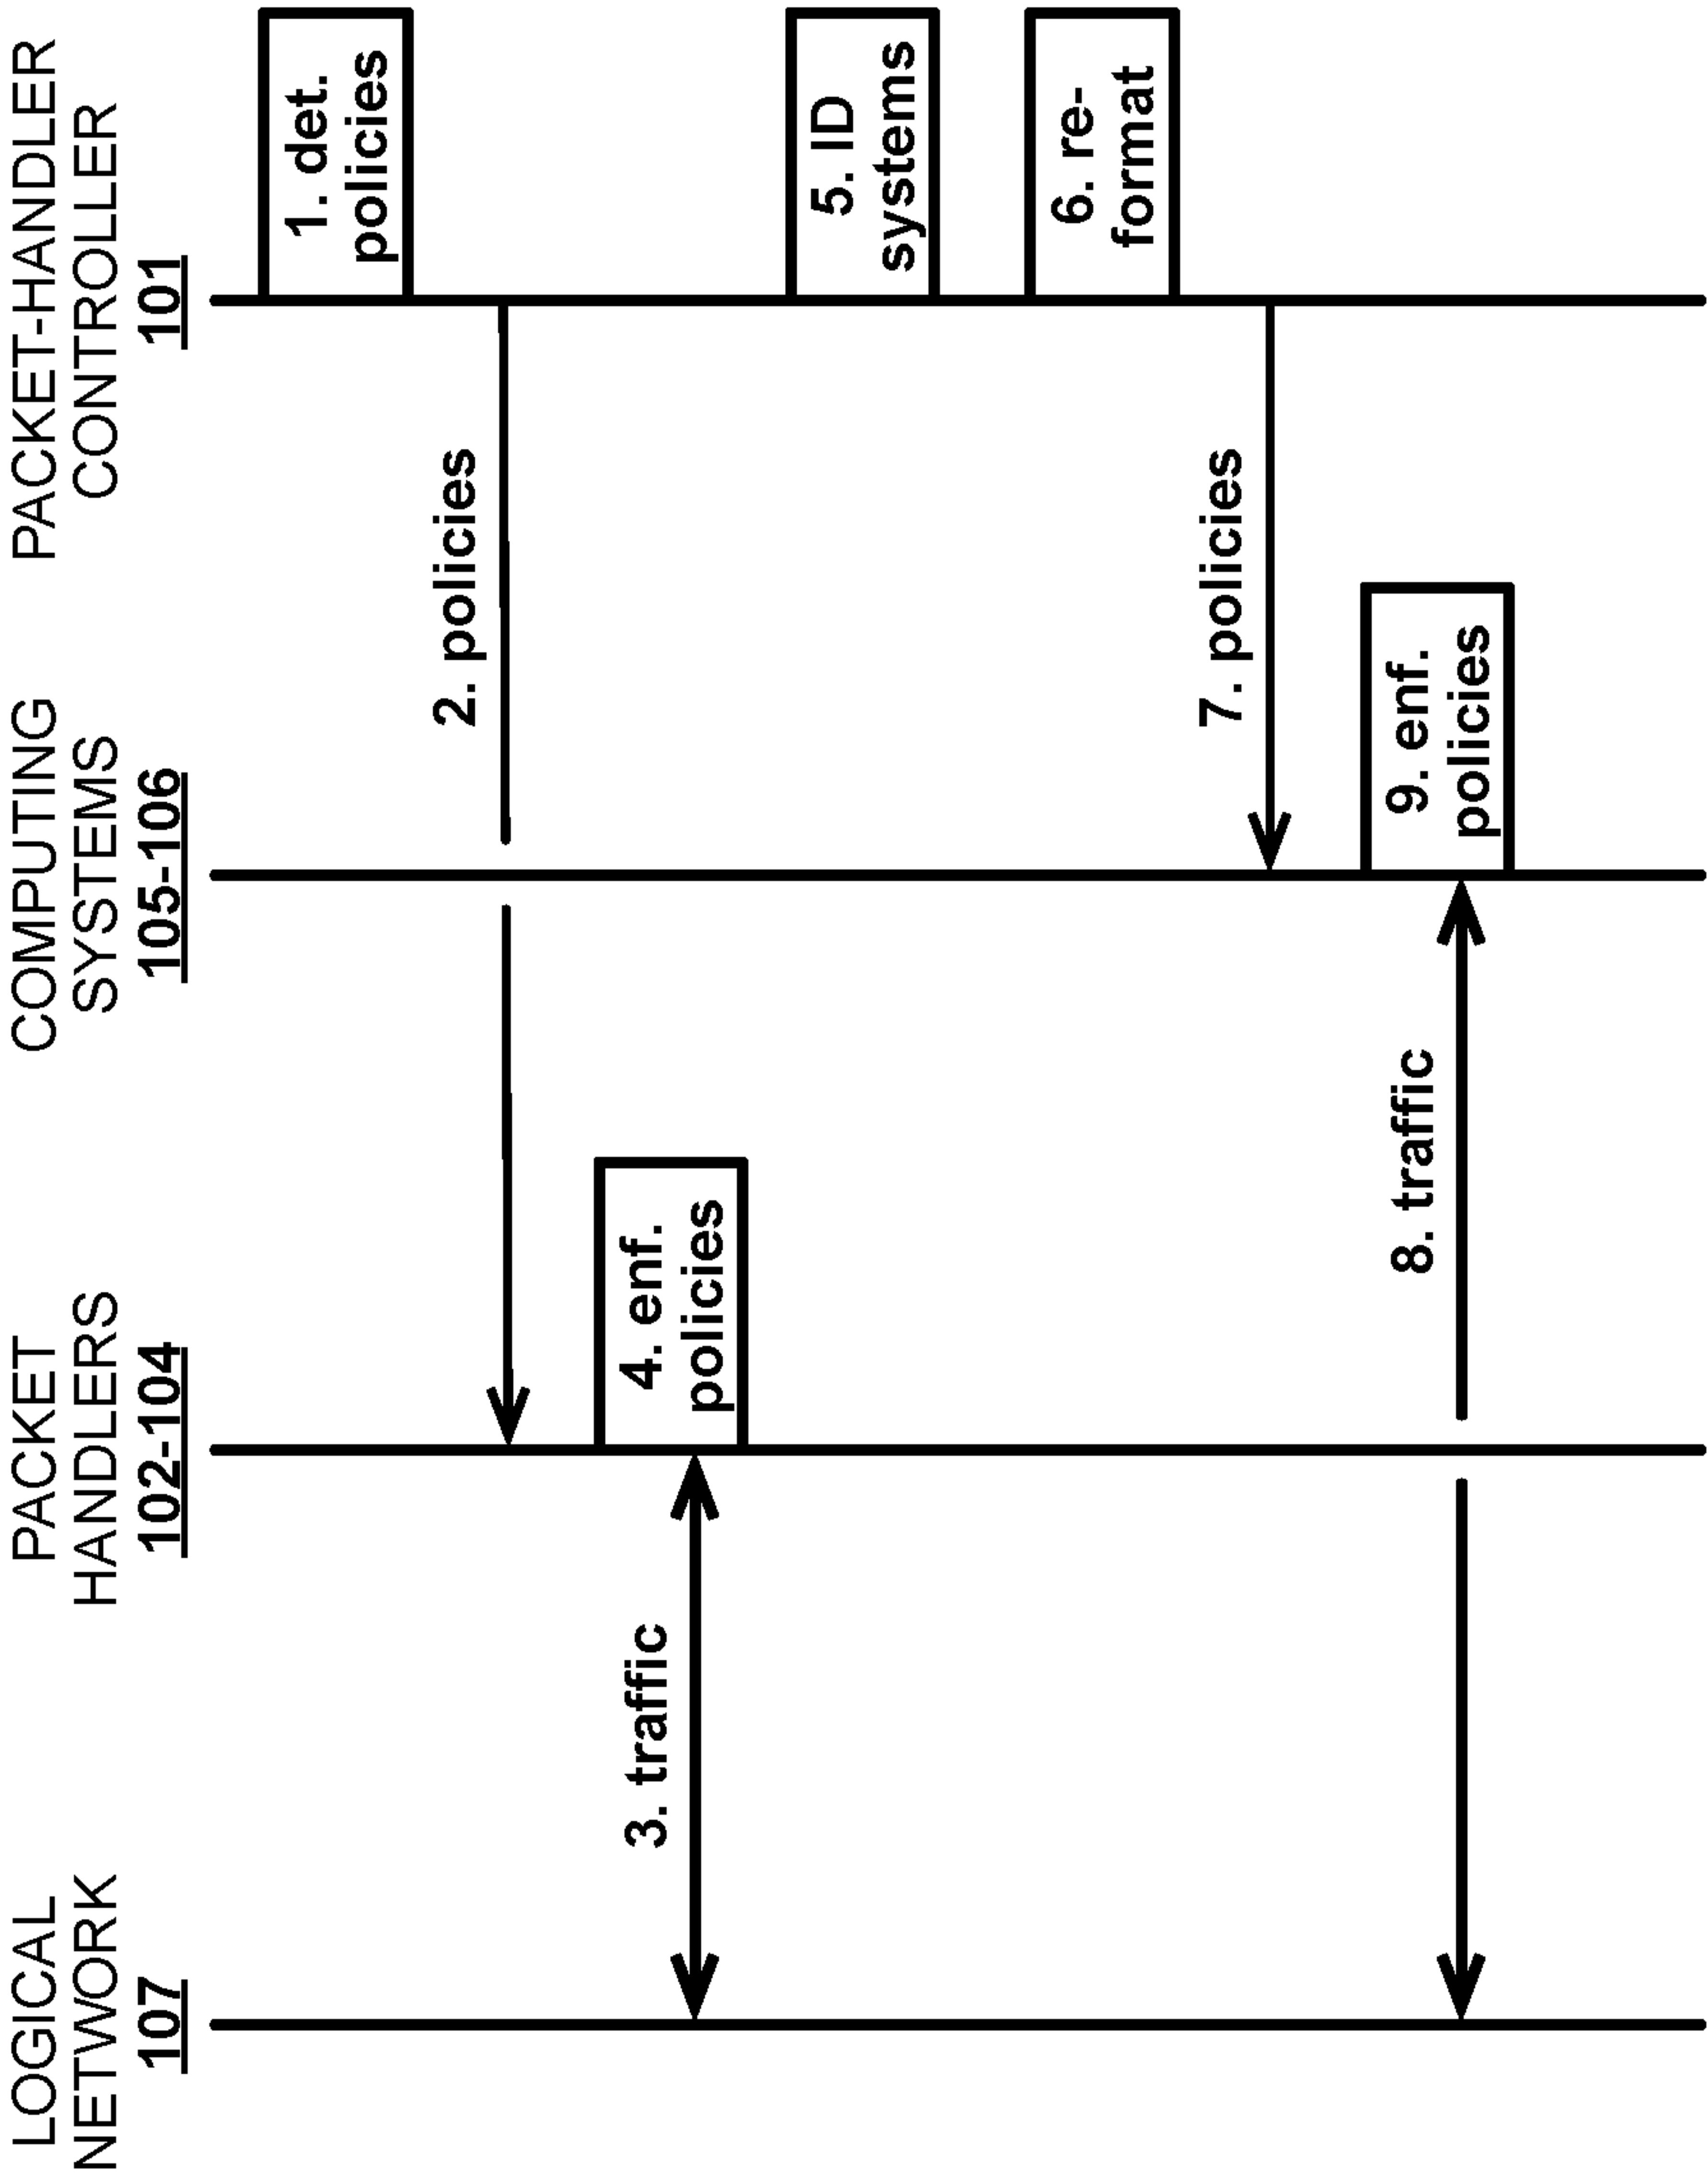 LOGICAL
NETWORK
107
PACKET
HANDLERS
102-104
COMPUTING
SYSTEMS
105-106
PACKET-HANDLER
CONTROLLER
101
1. det.
policies
2. policies
3. traffic
4. enf.
policies
5. ID
systems
6. re-
format
7. policies
8. traffic
9. enf.
policies